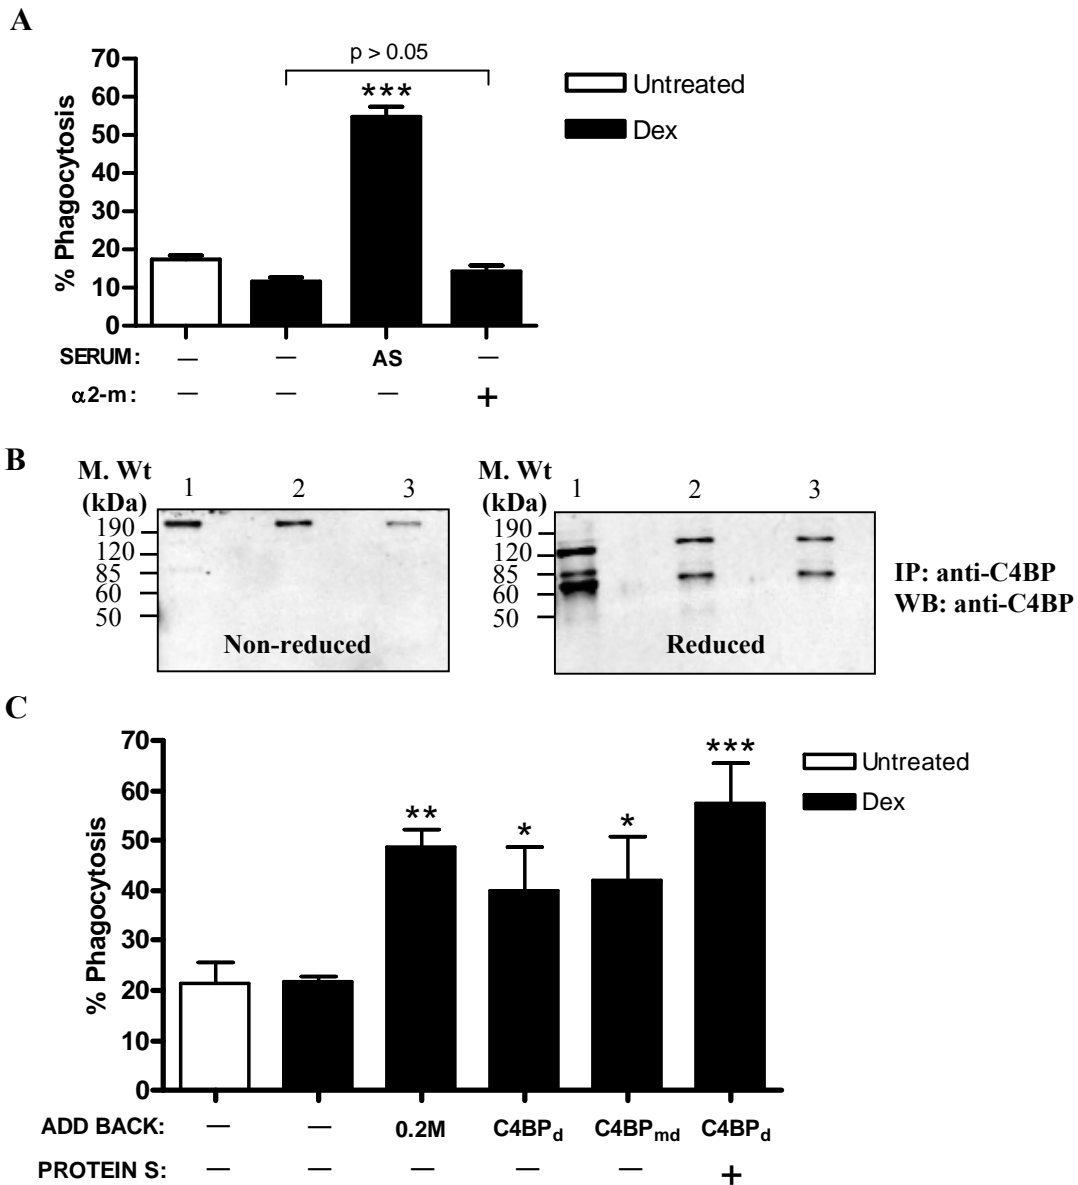 A
p > 0.05
***
70
60
50
40
30
20
10
0
% Phagocytosis
Untreated
Dex
SERUM: — — AS —
α2-m: — — — +
B
M. Wt
(kDa)
1 2 3
190
120
85
60
50
Non-reduced
M. Wt
(kDa)
1 2 3
190
120
85
60
50
Reduced
IP: anti-C4BP
WB: anti-C4BP
C
70
60
50
40
30
20
10
0
% Phagocytosis
** * * ***
Untreated
Dex
ADD BACK: — — 0.2M C4BPd C4BPmd C4BPd
PROTEIN S: — — — — — +